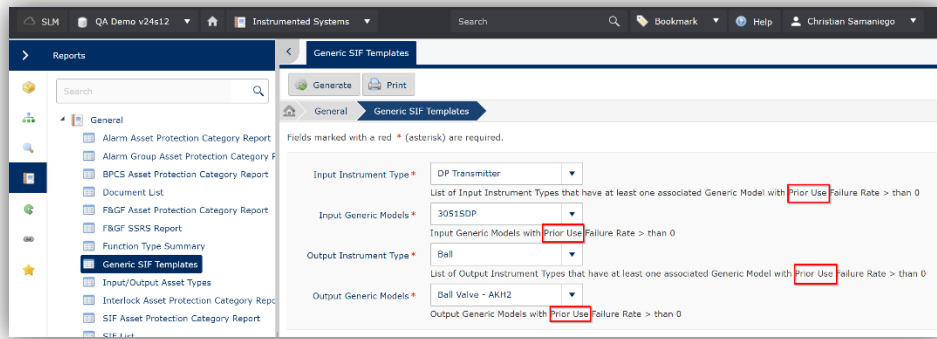 SLM QA Demo v24s12 Instrumented Systems Search Bookmark Help Christian Samaniego
Reports
Generic SIF Templates
Search
Generate Print
General
Generic SIF Templates
Fields marked with a red * (asterisk) are required.
General
Alarm Asset Protection Category Report
Alarm Group Asset Protection Category
BPCS Asset Protection Category Report
Document List
F&GF Asset Protection Category Report
F&GF SSRS Report
Function Type Summary
Generic SIF Templates
Input/Output Asset Types
Interlock Asset Protection Category Repo
SIF Asset Protection Category Report
SIF List
Input Instrument Type * DP Transmitter
List of Input Instrument Types that have at least one associated Generic Model with Prior Use Failure Rate > than 0
Input Generic Models * 3051SDP
Input Generic Models with Prior Use Failure Rate > than 0
Output Instrument Type * Ball
List of Output Instrument Types that have at least one associated Generic Model with Prior Use Failure Rate > than 0
Output Generic Models * Ball Valve - AKH2
Output Generic Models with Prior Use Failure Rate > than 0